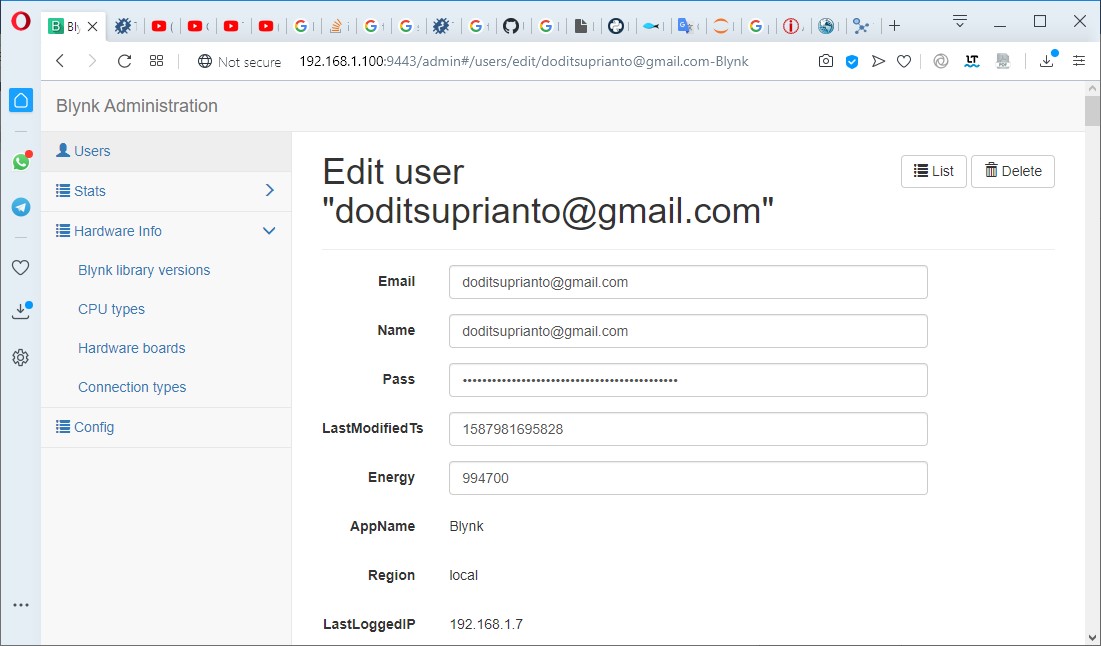 Bly
Not secure
192.168.1.100:9443/admin#/users/edit/doditsuprianto@gmail.com-Blynk
Blynk Administration
Users
Stats
Hardware Info
Blynk library versions
CPU types
Hardware boards
Connection types
Config
Edit user
"doditsuprianto@gmail.com"
List
Delete
Email
doditsuprianto@gmail.com
Name
doditsuprianto@gmail.com
Pass
LastModifiedTs
1587981695828
Energy
994700
AppName
Blynk
Region
local
LastLoggedIP
192.168.1.7